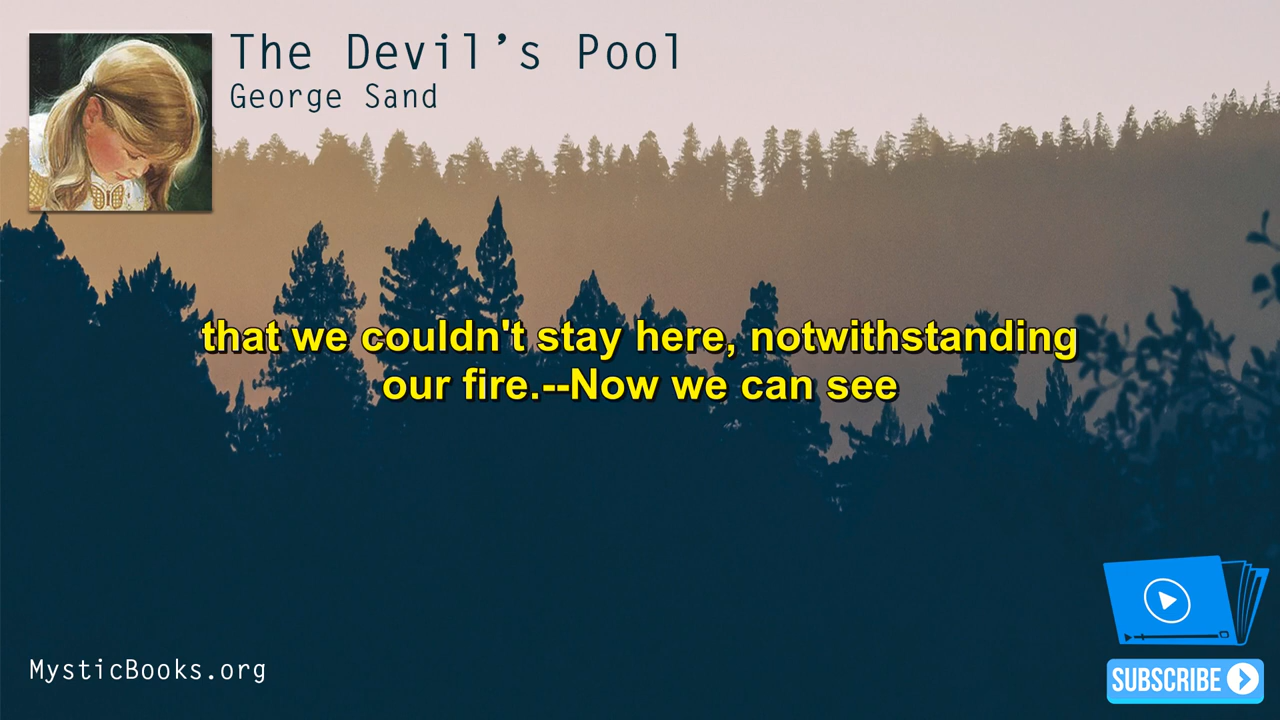 The Devil's Pool
George Sand
that we couldn't stay here, notwithstanding
our fire.--Now we can see
MysticBooks.org
SUBSCRIBE